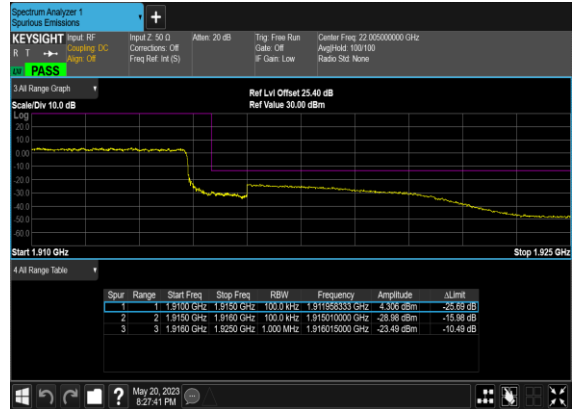 Spectrum Analyzer 1
Spurious Emissions
KEYSIGHT Input: RF Input Z: 50 Ω Atten: 20 dB Trig: Free Run Center Freq: 22.005000000 GHz
R T Coupling: DC Corrections: Off Gate: Off Avg|Hold: 100/100
Align: Off Freq Ref: Int (S) IF Gain: Low Radio Std: None
PASS
3 All Range Graph
Ref Lvl Offset 25.40 dB
Scale/Div 10.0 dB Ref Value 30.00 dBm
Log
20.0
10.0
0.00
-10.0
-20.0
-30.0
-40.0
-50.0
-60.0
Start 1.910 GHz Stop 1.925 GHz
4 All Range Table
Spur Range Start Freq Stop Freq RBW Frequency Amplitude ΔLimit
1 1 1.9100 GHz 1.9150 GHz 100.0 kHz 1.911958333 GHz 4.306 dBm -25.69 dB
2 2 1.9150 GHz 1.9160 GHz 100.0 kHz 1.915010000 GHz -28.98 dBm -15.98 dB
3 3 1.9160 GHz 1.9250 GHz 1.000 MHz 1.916015000 GHz -23.49 dBm -10.49 dB
? May 20, 2023
8:27:41 PM